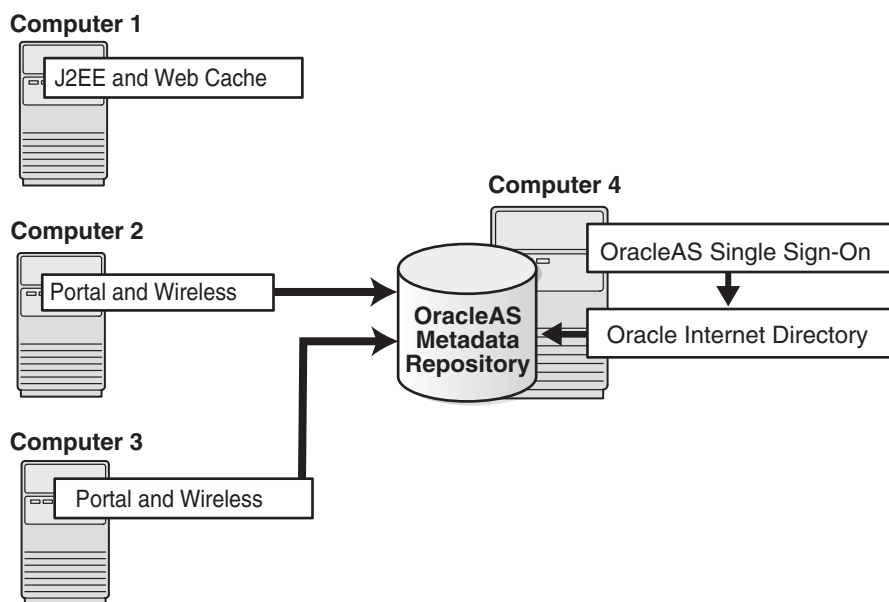 Computer 1
J2EE and Web Cache
Computer 2
Portal and Wireless
Computer 3
Portal and Wireless
Computer 4
OracleAS Single Sign-On
Oracle Internet Directory
OracleAS
Metadata
Repository